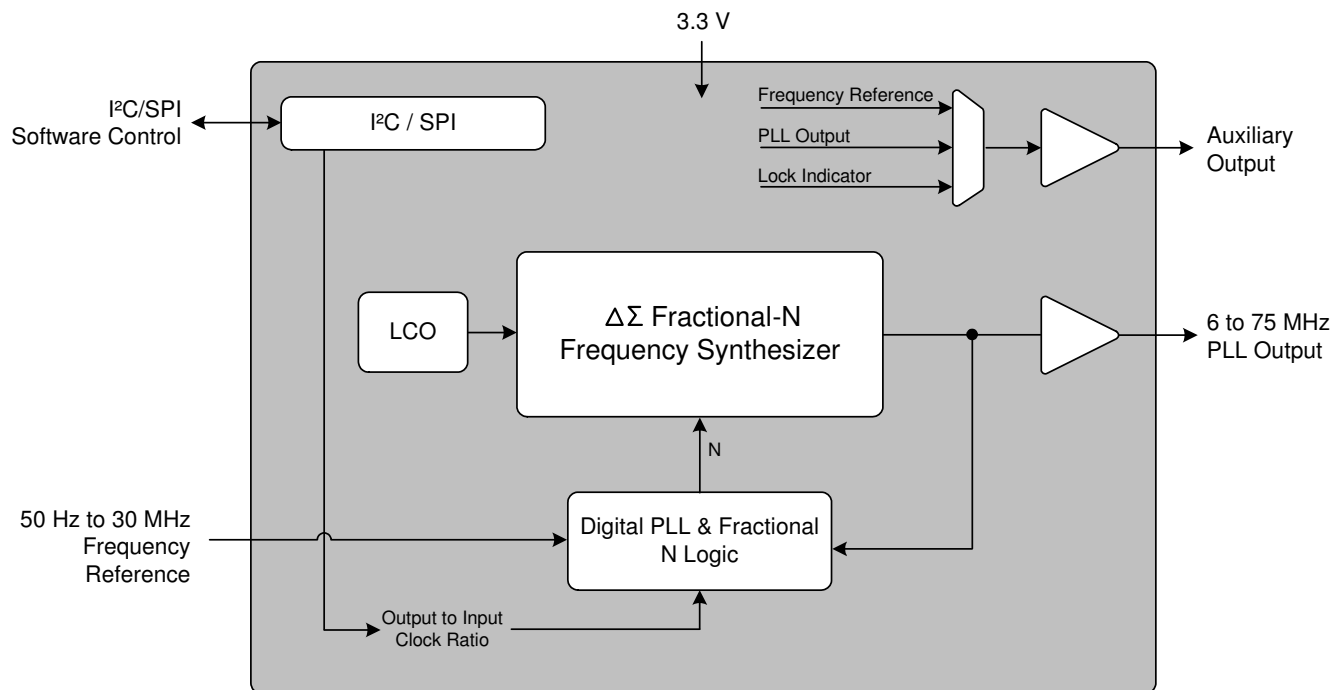 3.3 V
I²C/SPI
Software Control
I²C / SPI
Frequency Reference
PLL Output
Lock Indicator
Auxiliary
Output
LCO
ΔΣ Fractional-N
Frequency Synthesizer
6 to 75 MHz
PLL Output
N
50 Hz to 30 MHz
Frequency
Reference
Digital PLL & Fractional
N Logic
Output to Input
Clock Ratio